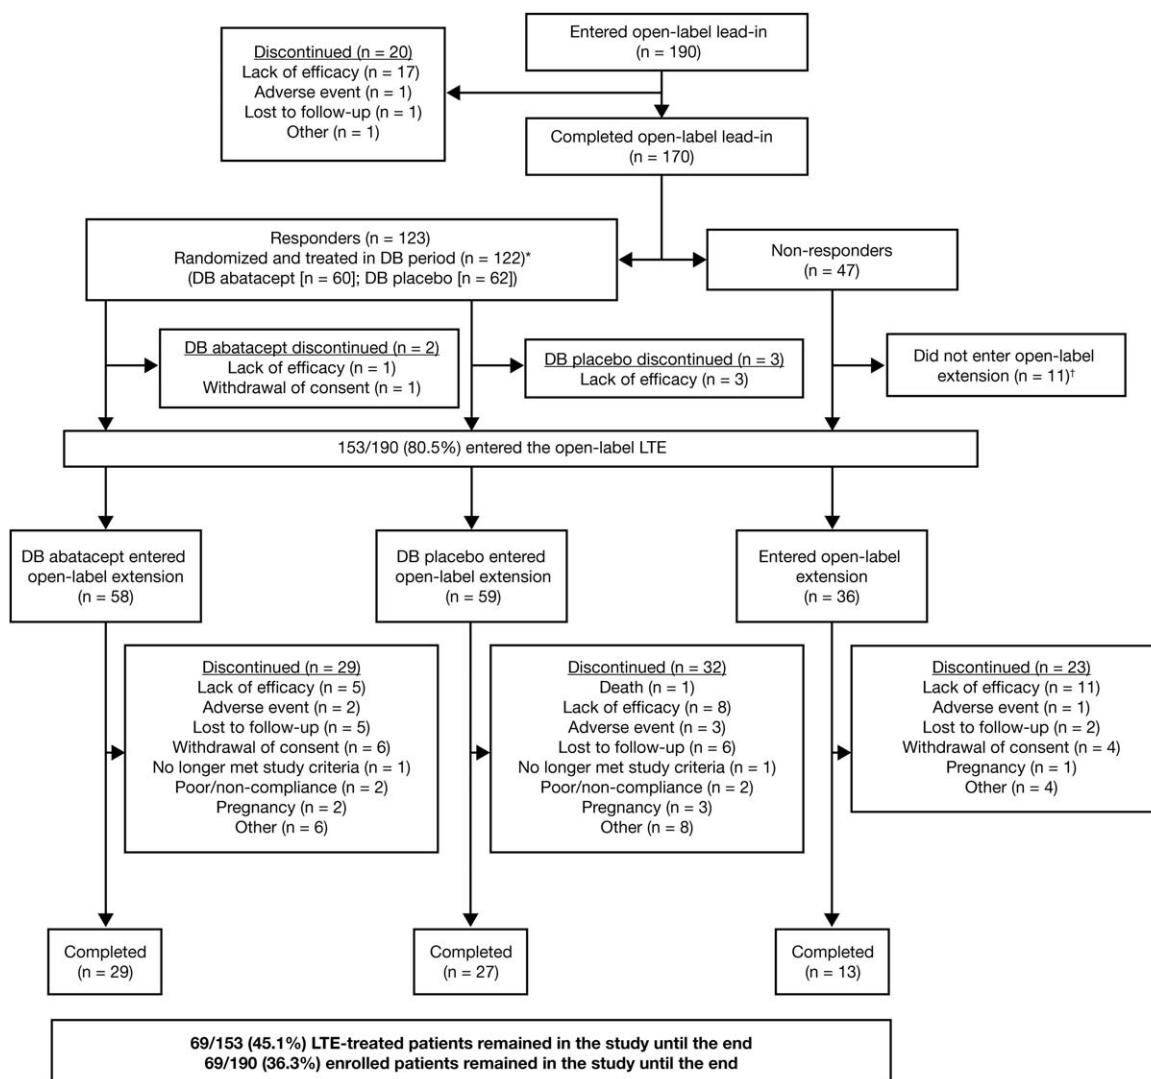 Entered open-label lead-in
(n = 190)
Discontinued (n = 20)
Lack of efficacy (n = 17)
Adverse event (n = 1)
Lost to follow-up (n = 1)
Other (n = 1)
Completed open-label lead-in
(n = 170)
Responders (n = 123)
Randomized and treated in DB period (n = 122)*
(DB abatacept [n = 60]; DB placebo [n = 62])
Non-responders
(n = 47)
DB abatacept discontinued (n = 2)
Lack of efficacy (n = 1)
Withdrawal of consent (n = 1)
DB placebo discontinued (n = 3)
Lack of efficacy (n = 3)
Did not enter open-label
extension (n = 11)†
153/190 (80.5%) entered the open-label LTE
DB abatacept entered
open-label extension
(n = 58)
DB placebo entered
open-label extension
(n = 59)
Entered open-label
extension
(n = 36)
Discontinued (n = 29)
Lack of efficacy (n = 5)
Adverse event (n = 2)
Lost to follow-up (n = 5)
Withdrawal of consent (n = 6)
No longer met study criteria (n = 1)
Poor/non-compliance (n = 2)
Pregnancy (n = 2)
Other (n = 6)
Discontinued (n = 32)
Death (n = 1)
Lack of efficacy (n = 8)
Adverse event (n = 3)
Lost to follow-up (n = 6)
No longer met study criteria (n = 1)
Poor/non-compliance (n = 2)
Pregnancy (n = 3)
Other (n = 8)
Discontinued (n = 23)
Lack of efficacy (n = 11)
Adverse event (n = 1)
Lost to follow-up (n = 2)
Withdrawal of consent (n = 4)
Pregnancy (n = 1)
Other (n = 4)
Completed
(n = 29)
Completed
(n = 27)
Completed
(n = 13)
69/153 (45.1%) LTE-treated patients remained in the study until the end
69/190 (36.3%) enrolled patients remained in the study until the end